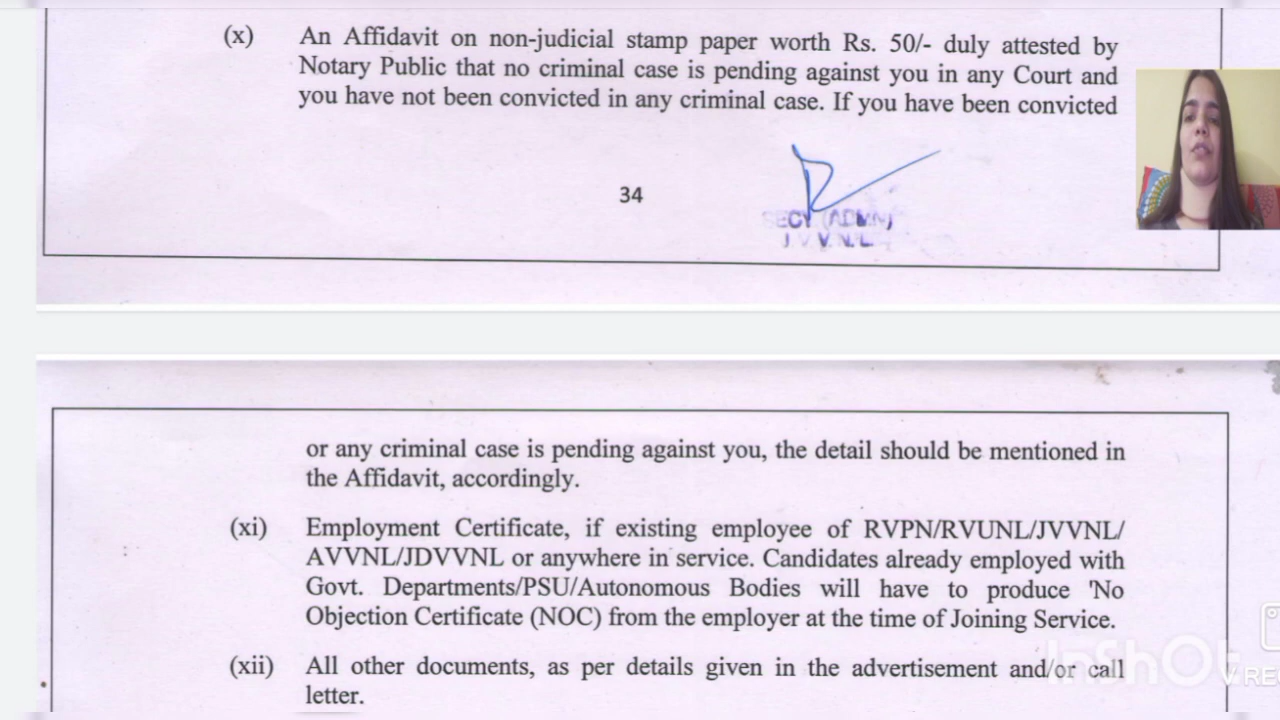 (x) An Affidavit on non-judicial stamp paper worth Rs. 50/- duly attested by
Notary Public that no criminal case is pending against you in any Court and
you have not been convicted in any criminal case. If you have been convicted
34
SECY (ADMN)
J.V.V.N.L
or any criminal case is pending against you, the detail should be mentioned in
the Affidavit, accordingly.
(xi) Employment Certificate, if existing employee of RVPN/RVUNL/JVVNL/
AVVNL/JDVVNL or anywhere in service. Candidates already employed with
Govt. Departments/PSU/Autonomous Bodies will have to produce 'No
Objection Certificate (NOC) from the employer at the time of Joining Service.
(xii) All other documents, as per details given in the advertisement and/or call
letter.
InShOt